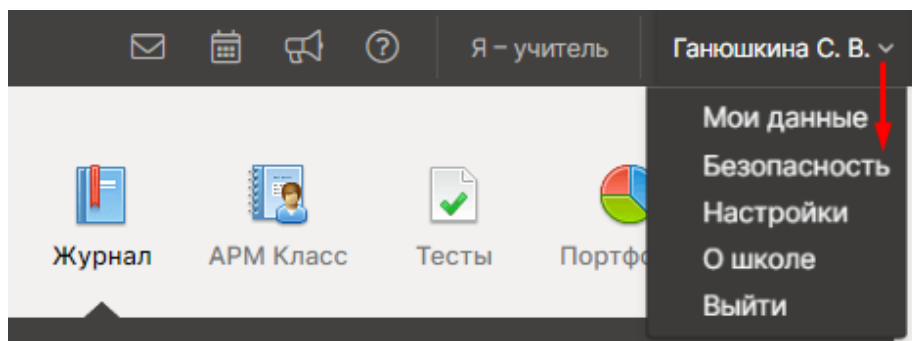 Я – учитель
Ганюшкина С. В.
Мои данные
Безопасность
Настройки
О школе
Выйти
Журнал
АРМ Класс
Тесты